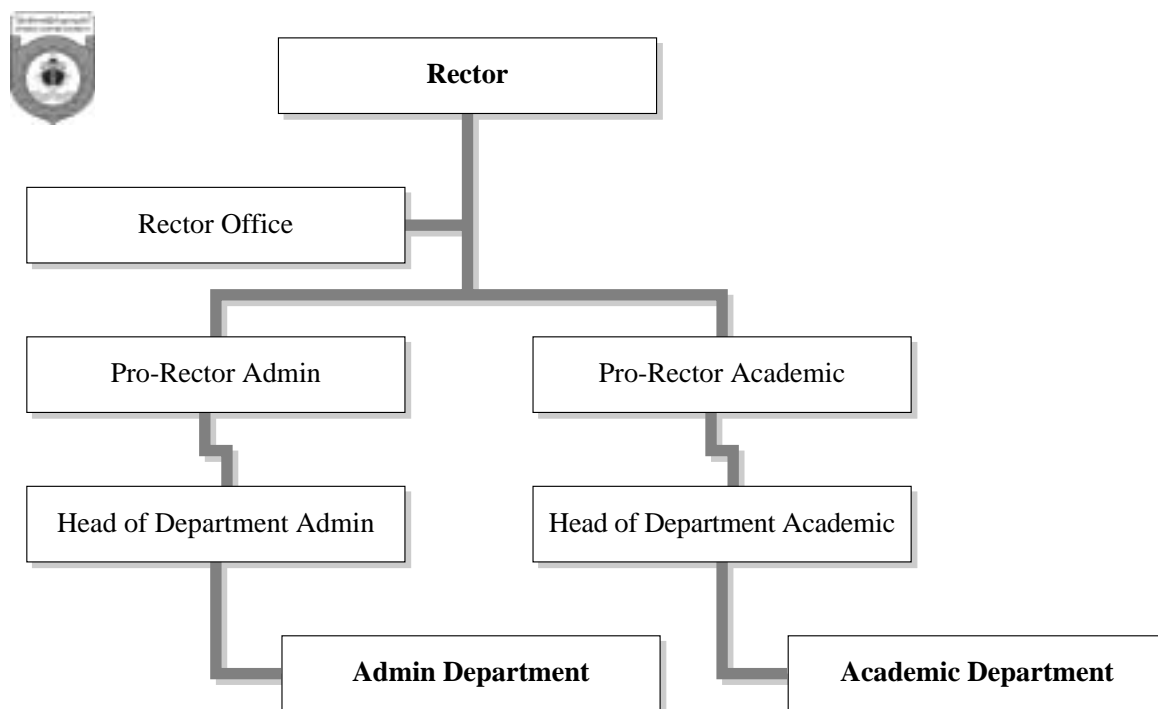 Rector
Rector Office
Pro-Rector Admin
Pro-Rector Academic
Head of Department Admin
Head of Department Academic
Admin Department
Academic Department